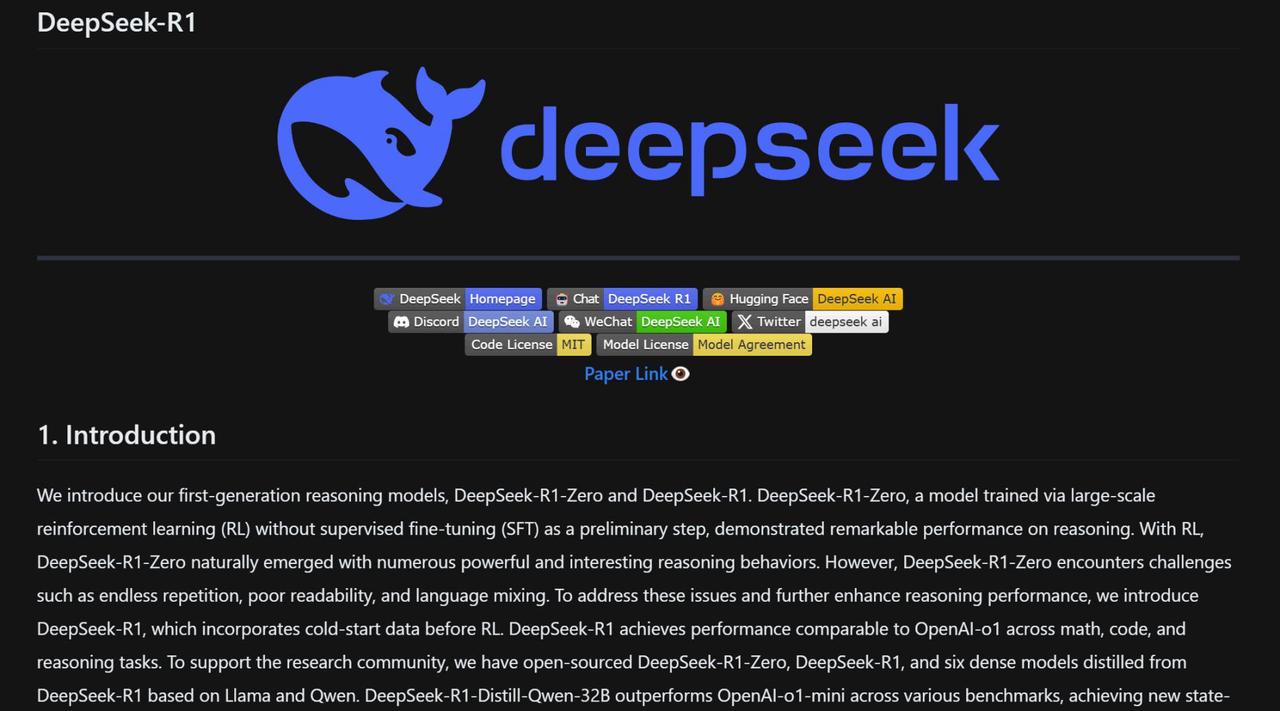 DeepSeek-R1
deepseek
DeepSeek Homepage Chat DeepSeek R1 Hugging Face DeepSeek AI
Discord DeepSeek AI WeChat DeepSeek AI Twitter deepseek ai
Code License MIT Model License Model Agreement
Paper Link
1. Introduction
We introduce our first-generation reasoning models, DeepSeek-R1-Zero and DeepSeek-R1. DeepSeek-R1-Zero, a model trained via large-scale
reinforcement learning (RL) without supervised fine-tuning (SFT) as a preliminary step, demonstrated remarkable performance on reasoning. With RL,
DeepSeek-R1-Zero naturally emerged with numerous powerful and interesting reasoning behaviors. However, DeepSeek-R1-Zero encounters challenges
such as endless repetition, poor readability, and language mixing. To address these issues and further enhance reasoning performance, we introduce
DeepSeek-R1, which incorporates cold-start data before RL. DeepSeek-R1 achieves performance comparable to OpenAI-o1 across math, code, and
reasoning tasks. To support the research community, we have open-sourced DeepSeek-R1-Zero, DeepSeek-R1, and six dense models distilled from
DeepSeek-R1 based on Llama and Qwen. DeepSeek-R1-Distill-Qwen-32B outperforms OpenAI-o1-mini across various benchmarks, achieving new state-